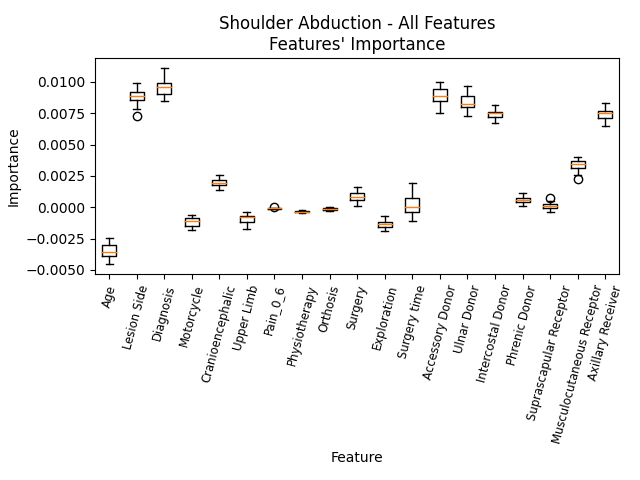 Shoulder Abduction - All Features
Features' Importance
Importance
0.0100
0.0075
0.0050
0.0025
0.0000
−0.0025
−0.0050
Age
Lesion Side
Diagnosis
Motorcycle
Cranioencephalic
Upper Limb
Pain_0_6
Physiotherapy
Orthosis
Surgery
Exploration
Surgery time
Accessory Donor
Ulnar Donor
Intercostal Donor
Phrenic Donor
Suprascapular Receptor
Musculocutaneous Receptor
Axillary Receiver
Feature